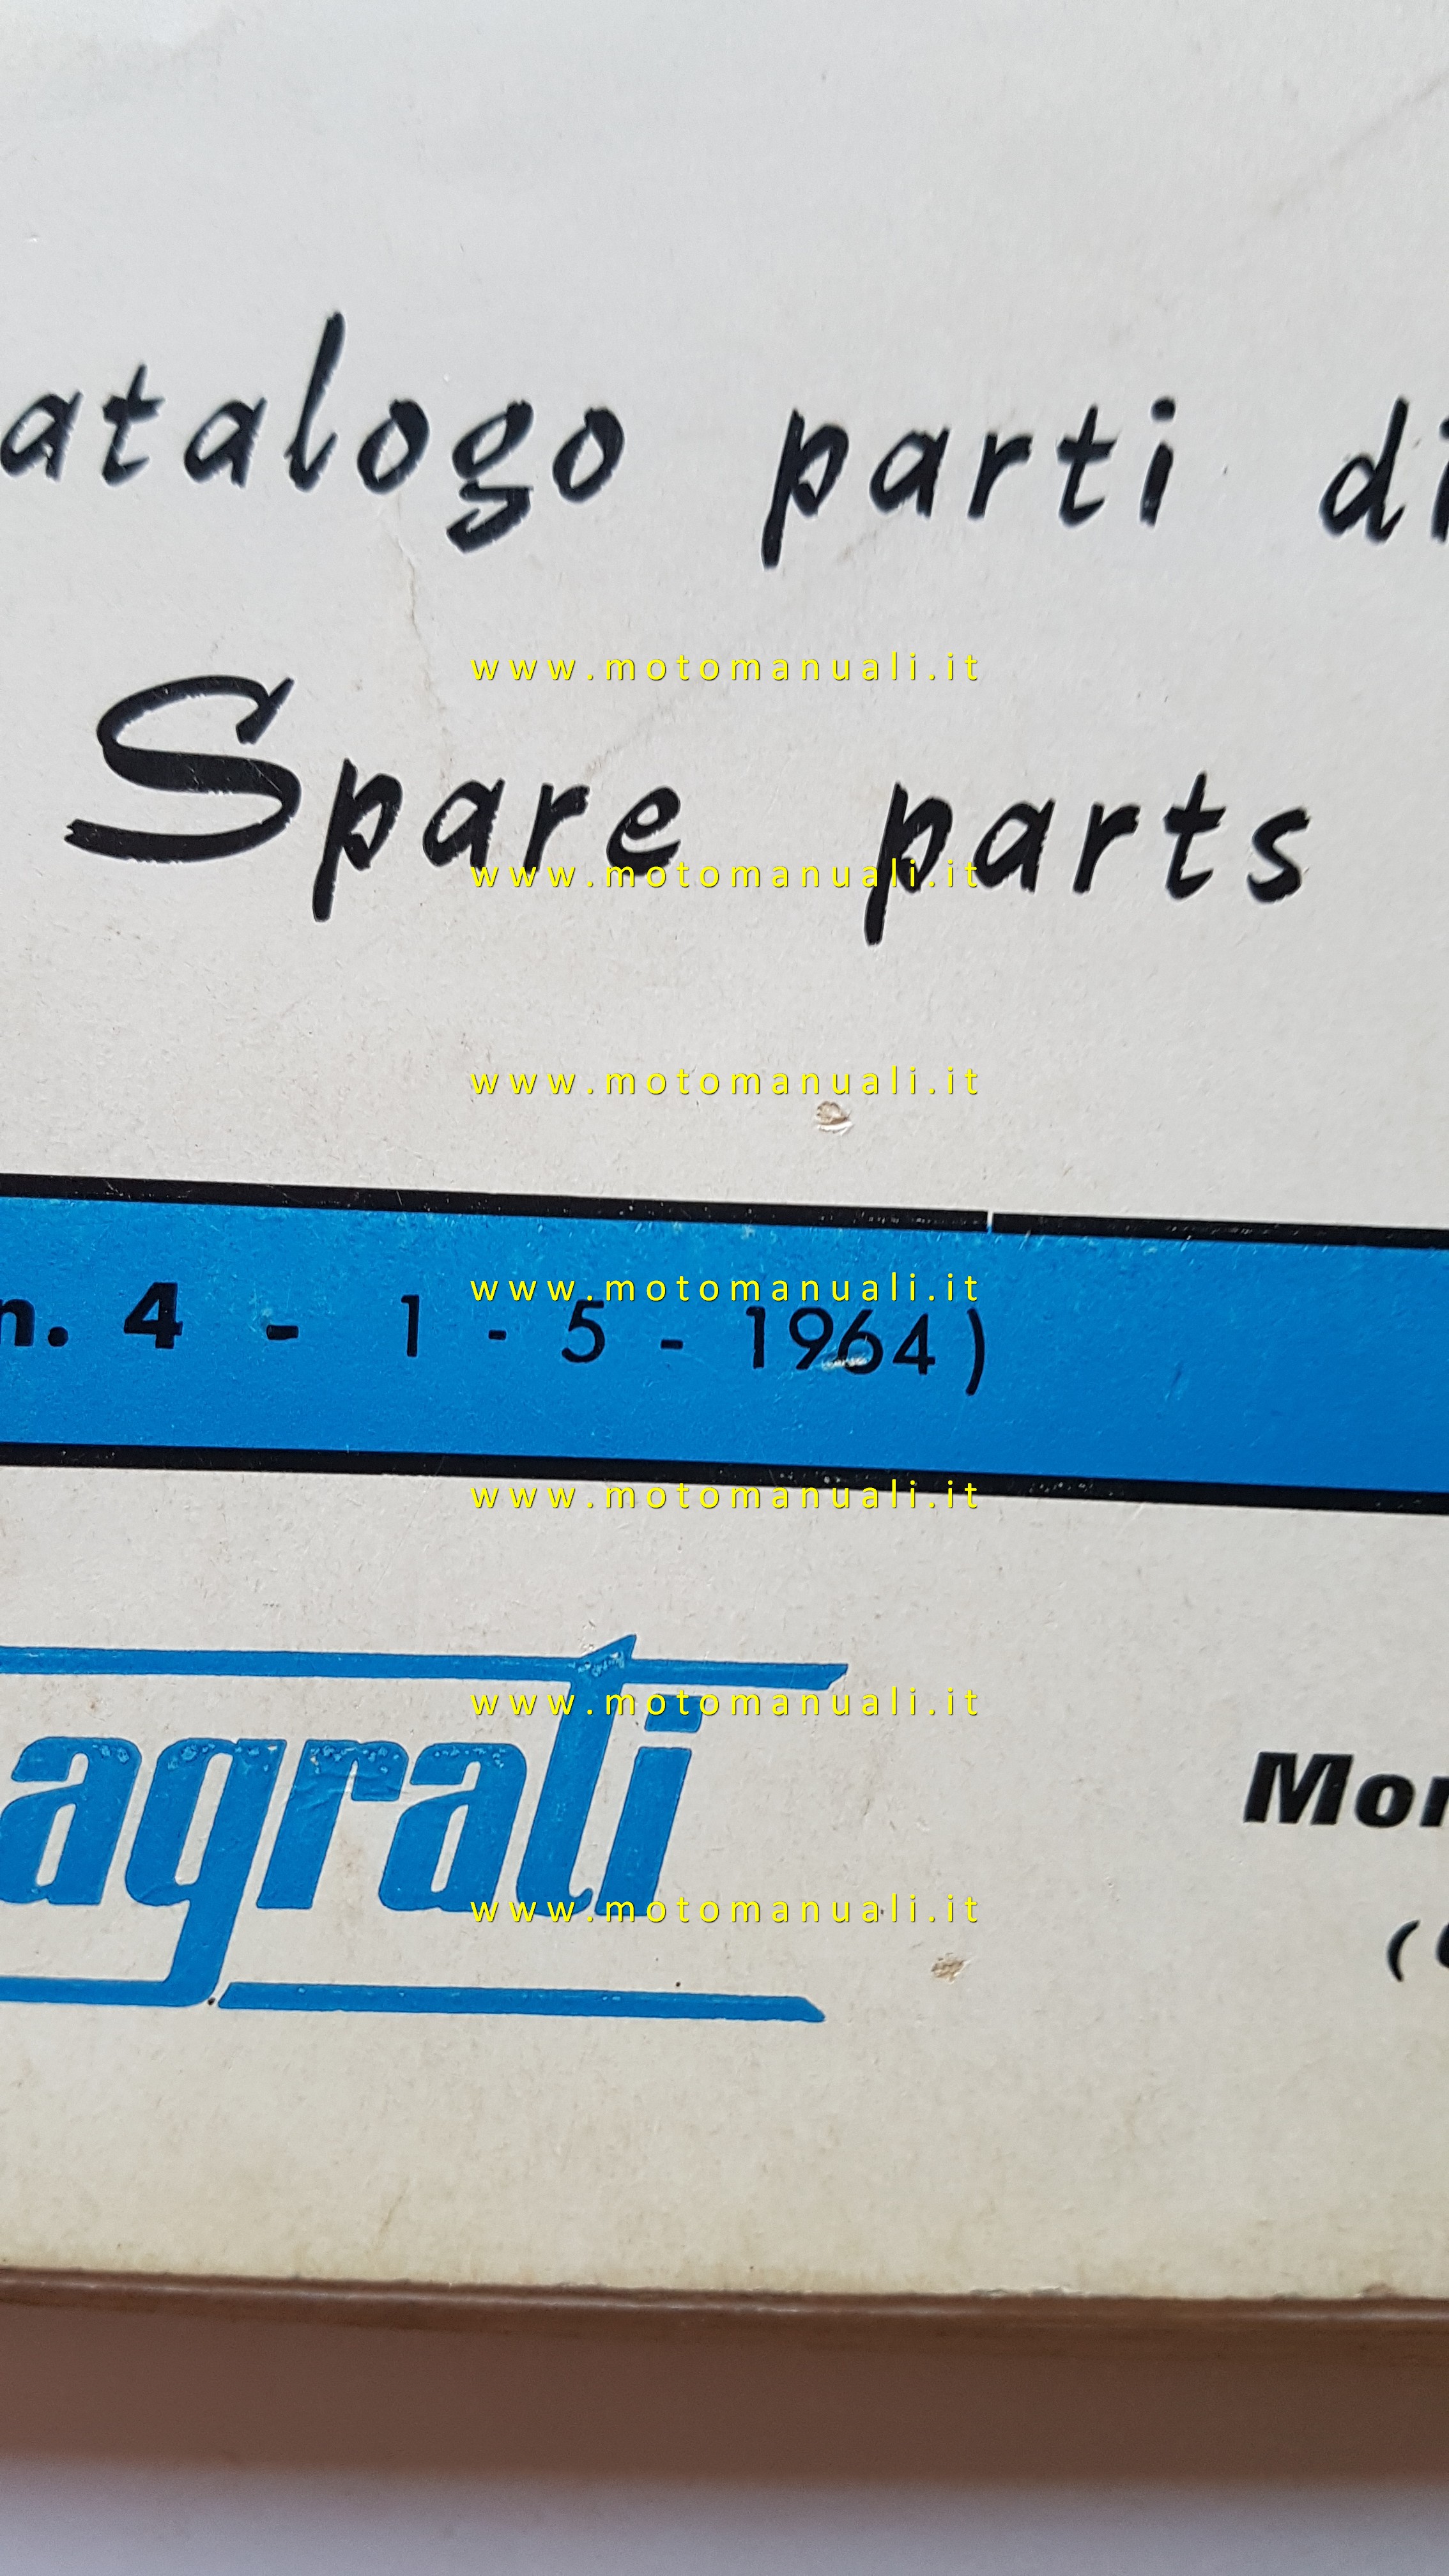 atalogo parti di
www.motomanuali.it
Spare parts
www.motomanuali.it
www.motomanuali.it
www.motomanuali.it
n. 4 - 1 - 5 - 1964)
www.motomanuali.it
www.motomanuali.it
agrati
Mon
www.motomanuali.it
(